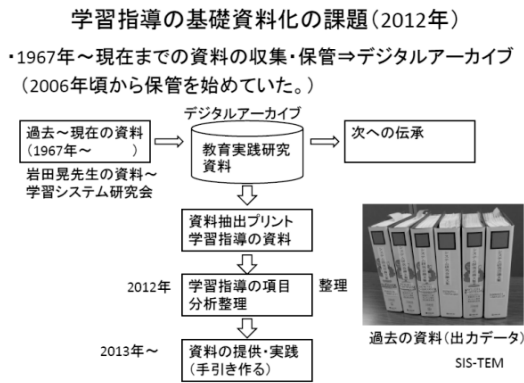 学習指導の基礎資料化の課題（2012年）
・1967年～現在までの資料の収集・保管⇒デジタルアーカイブ
（2006年頃から保管を始めていた。）
デジタルアーカイブ
過去～現在の資料
（1967年～　　　）
教育実践研究
資料
次への伝承
岩田晃先生の資料～
学習システム研究会
資料抽出プリント
学習指導の資料
2012年
学習指導の項目
分析整理
整理
2013年～
資料の提供・実践
（手引き作る）
過去の資料（出力データ）
SIS-TEM